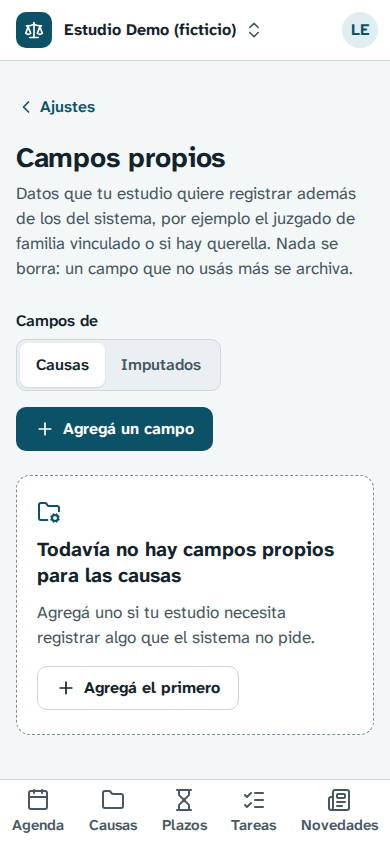 Estudio Demo (ficticio)
LE
Ajustes
Campos propios
Datos que tu estudio quiere registrar además
de los del sistema, por ejemplo el juzgado de
familia vinculado o si hay querella. Nada se
borra: un campo que no usás más se archiva.
Campos de
Causas
Imputados
Agregá un campo
Todavía no hay campos propios
para las causas
Agregá uno si tu estudio necesita
registrar algo que el sistema no pide.
Agregá el primero
Agenda
Causas
Plazos
Tareas
Novedades